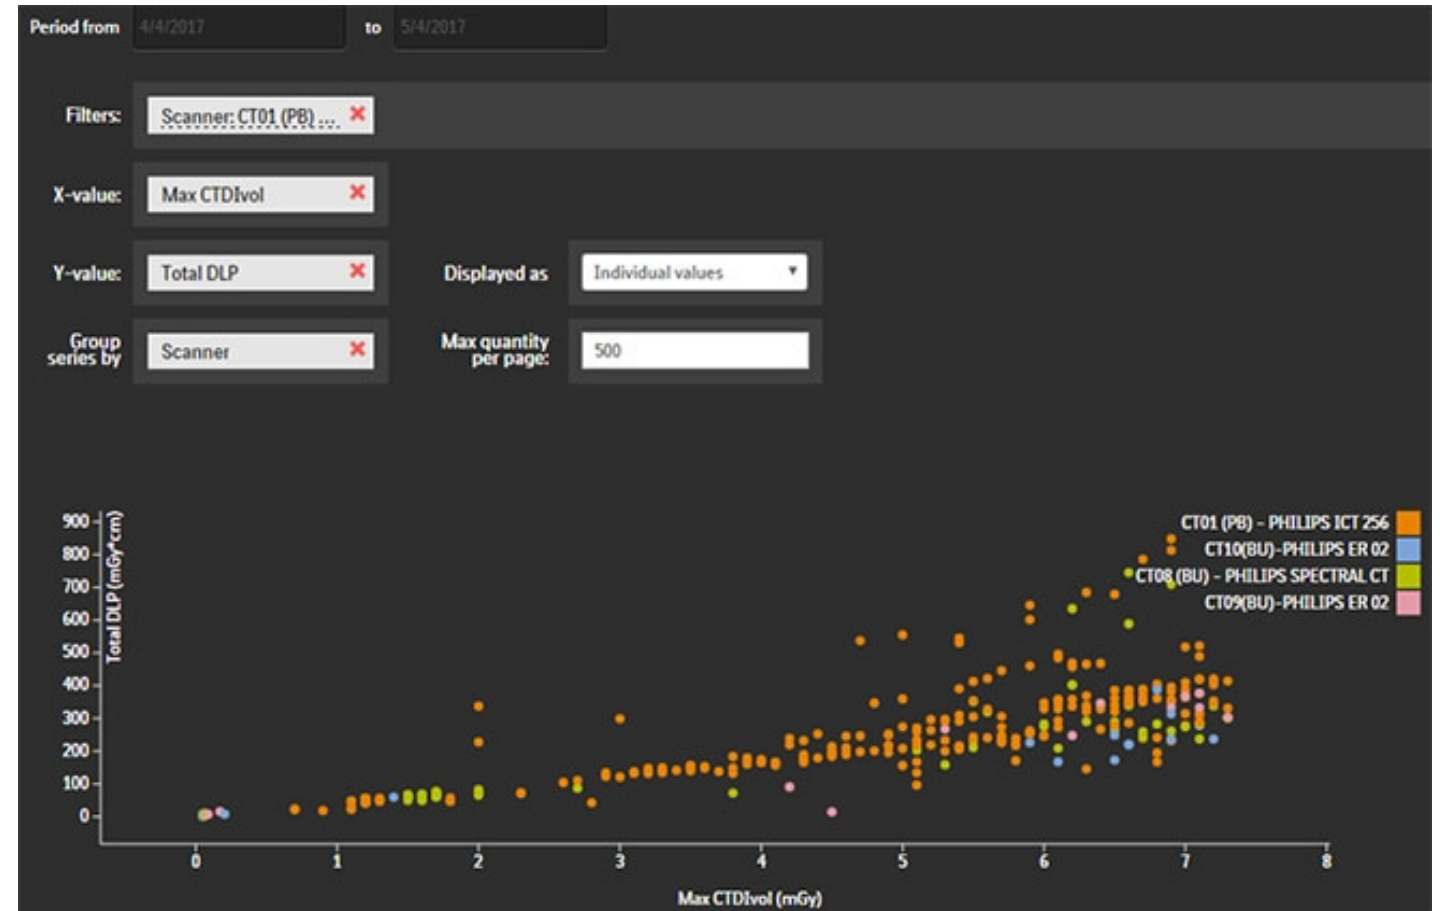 Period from 4/4/2017 to 5/4/2017
Filters: Scanner: CT01 (PB) ...
X-value: Max CTDIvol
Y-value: Total DLP Displayed as Individual values
Group series by Scanner Max quantity per page: 500
900
800
700
600
500
400
300
200
100
0
Total DLP (mGy*cm)
CT01 (PB) - PHILIPS ICT 256
CT10(BU)-PHILIPS ER 02
CT08 (BU) - PHILIPS SPECTRAL CT
CT09(BU)-PHILIPS ER 02
0 1 2 3 4 5 6 7 8
Max CTDIvol (mGy)